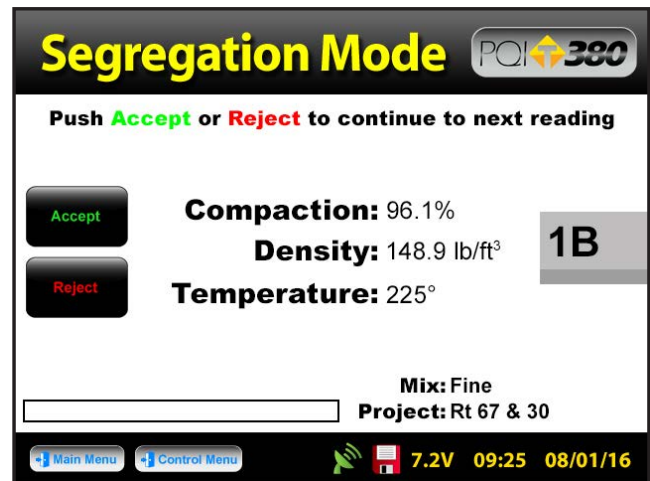 Segregation Mode PQI 380
Push Accept or Reject to continue to next reading
Accept
Compaction: 96.1%
Density: 148.9 lb/ft³
1B
Reject
Temperature: 225°
Mix: Fine
Project: Rt 67 & 30
Main Menu Control Menu 7.2V 09:25 08/01/16